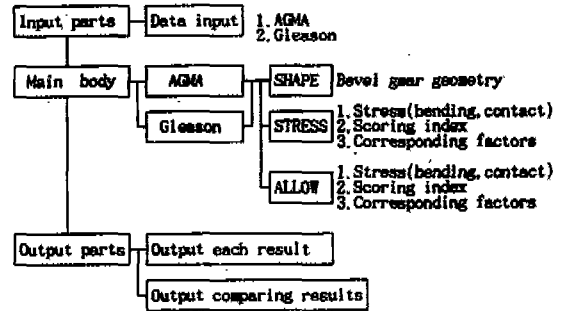 Input parts
Data input
1. AGMA
2. Gleason
Main body
AGMA
SHAPE
Bevel gear geometry
Gleason
STRESS
1. Stress(bending, contact)
2. Scoring index
3. Corresponding factors
ALLOW
1. Stress(bending, contact)
2. Scoring index
3. Corresponding factors
Output parts
Output each result
Output comparing results